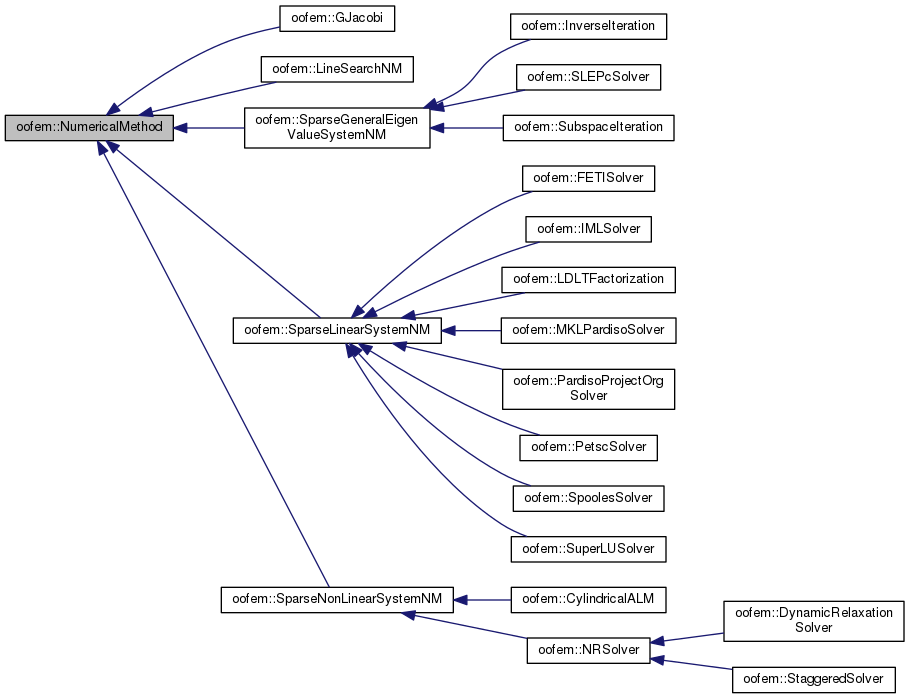 oofem::GJacobi
oofem::InverseIteration
oofem::LineSearchNM
oofem::SLEPcSolver
oofem::NumericalMethod
oofem::SparseGeneralEigen
ValueSystemNM
oofem::SubspaceIteration
oofem::FETISolver
oofem::IMLSolver
oofem::LDLTFactorization
oofem::SparseLinearSystemNM
oofem::MKLPardisoSolver
oofem::PardisoProjectOrg
Solver
oofem::PetscSolver
oofem::SpoolesSolver
oofem::SuperLUSolver
oofem::SparseNonLinearSystemNM
oofem::CylindricalALM
oofem::DynamicRelaxation
Solver
oofem::NRSolver
oofem::StaggeredSolver